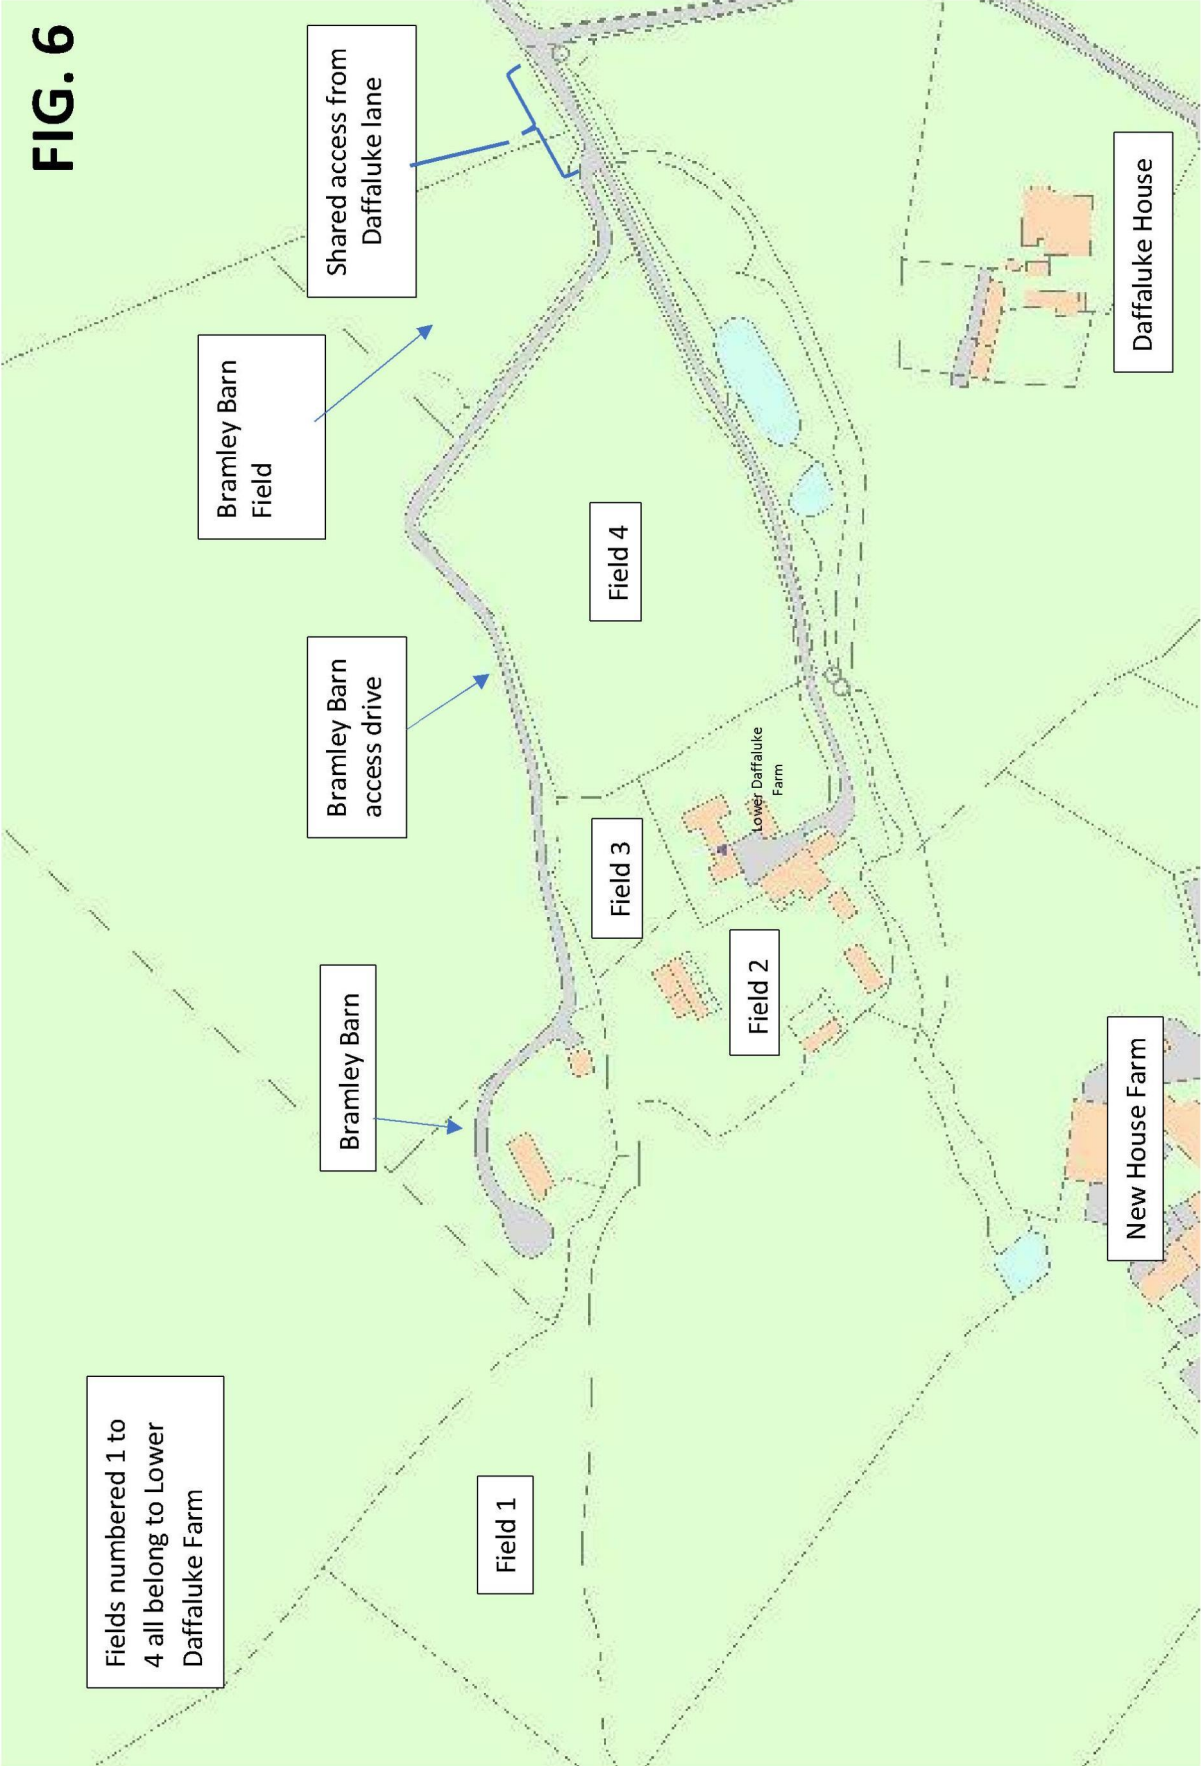 FIG. 6
Fields numbered 1 to
4 all belong to Lower
Daffaluke Farm
Bramley Barn
Bramley Barn
access drive
Bramley Barn
Field
Shared access from
Daffaluke lane
Field 1
Field 3
Field 4
Field 2
Lower Daffaluke
Farm
New House Farm
Daffaluke House